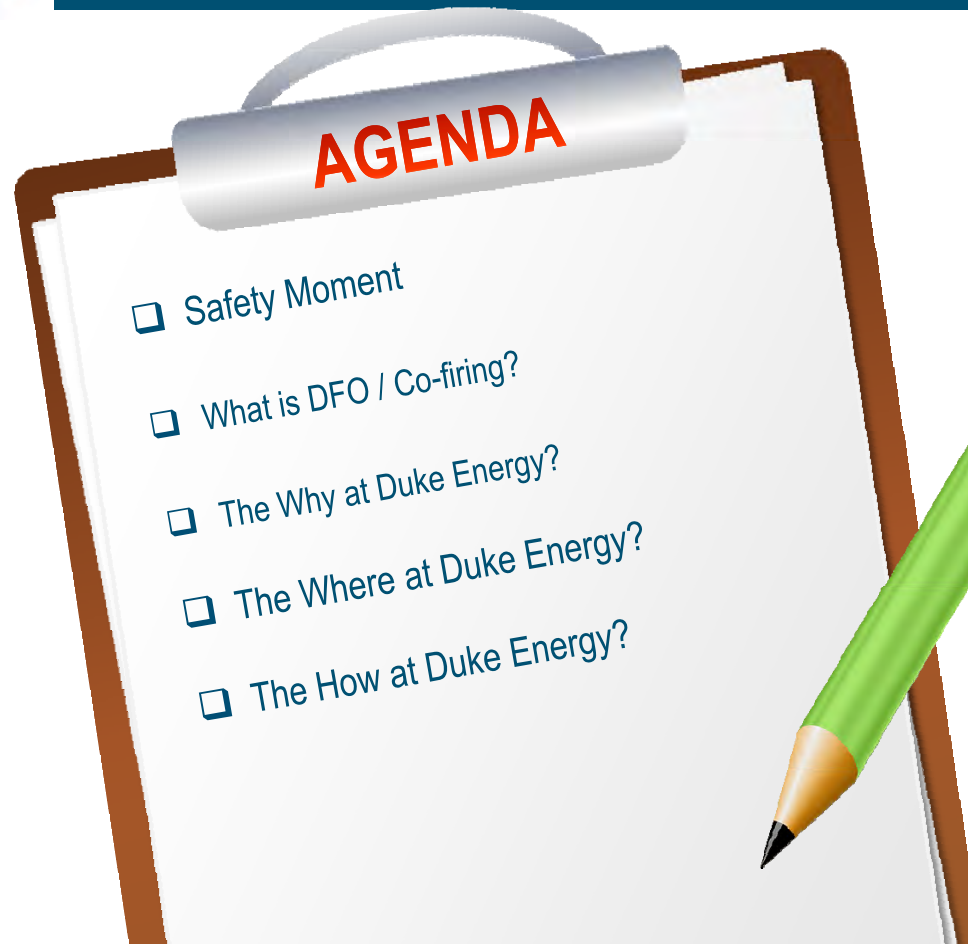 AGENDA
❑ Safety Moment
❑ What is DFO / Co-firing?
❑ The Why at Duke Energy?
❑ The Where at Duke Energy?
❑ The How at Duke Energy?